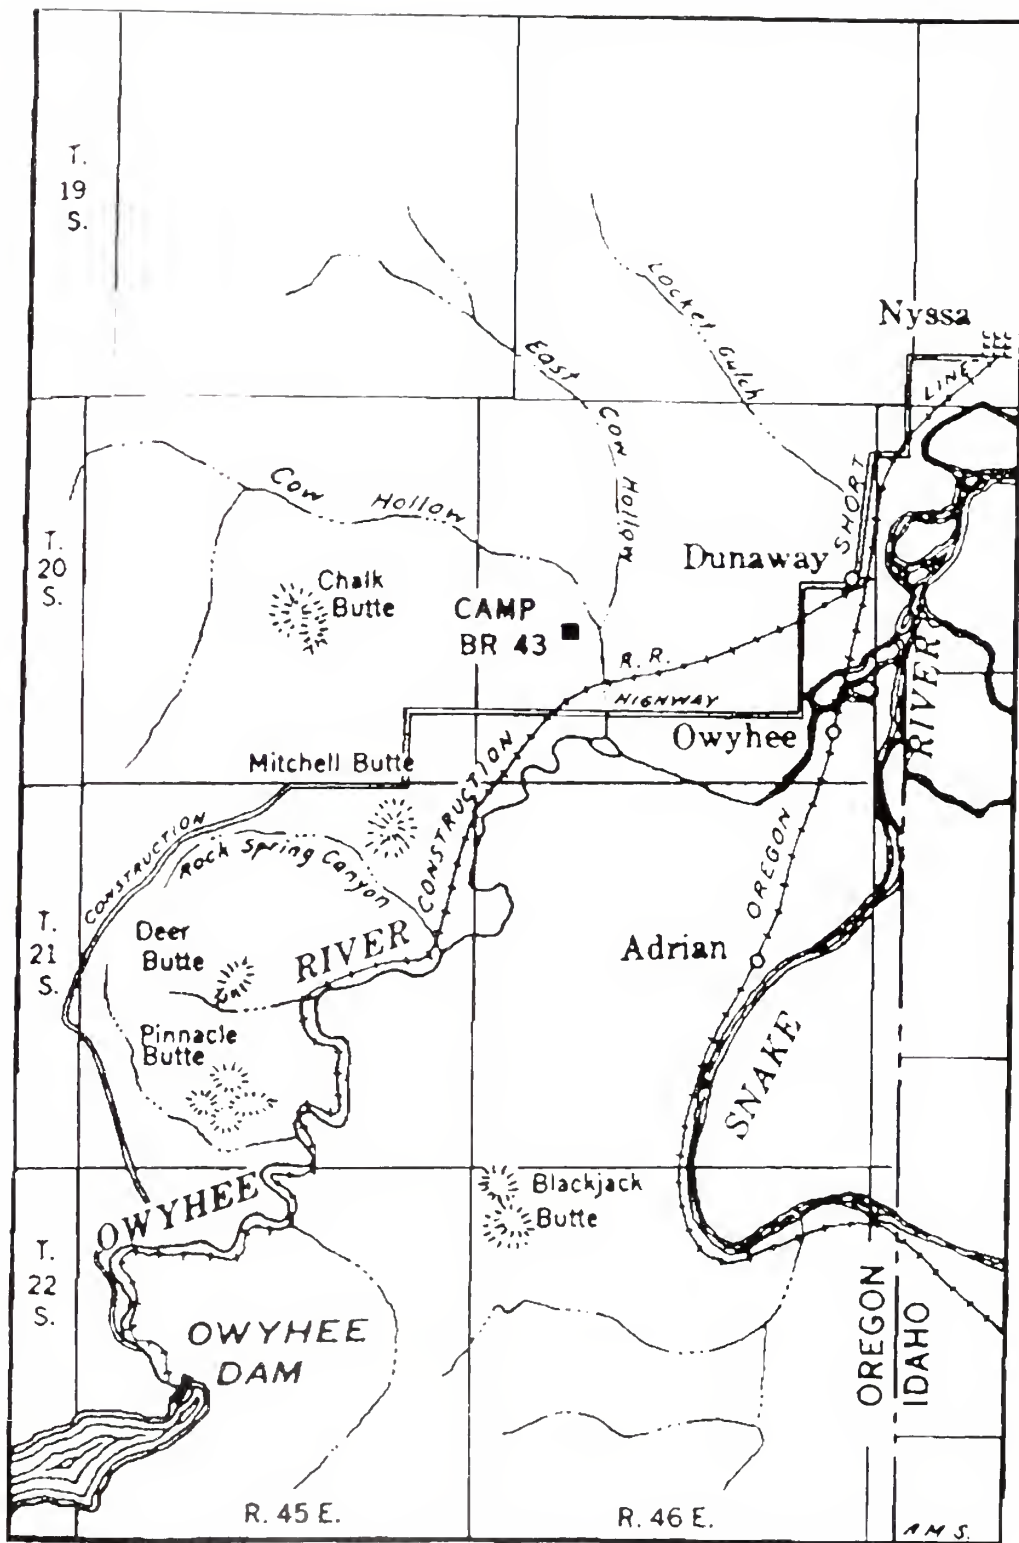 T.
19
S.
Nyssa
LINE
Locket Gulch
East Cow Hollow
SHORT
Cow Hollow
T.
20
S.
Chalk
Butte
Dunaway
CAMP
BR 43
R.R.
HIGHWAY
RIVER
Owyhee
Mitchell Butte
CONSTRUCTION
CONSTRUCTION
Rock Spring Canyon
OREGON
T.
21
S.
Deer
Butte
RIVER
Adrian
Pinnacle
Butte
SNAKE
OWYHEE
Blackjack
Butte
T.
22
S.
OWYHEE
DAM
OREGON
IDAHO
R. 45 E.
R. 46 E.
A M S.